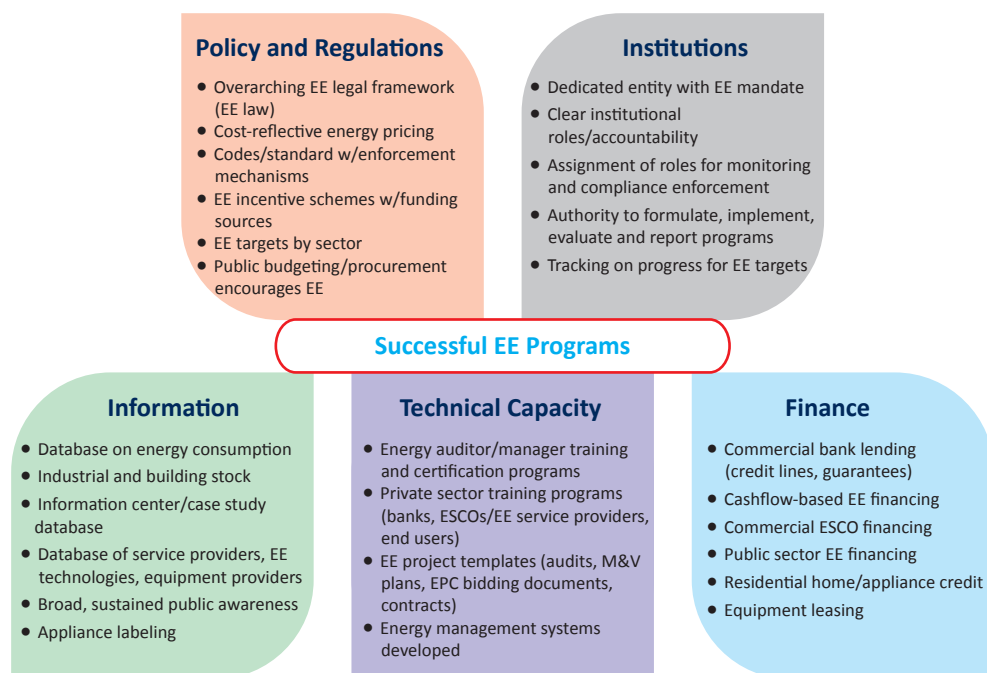 Policy and Regulations
• Overarching EE legal framework
(EE law)
• Cost-reflective energy pricing
• Codes/standard w/enforcement
mechanisms
• EE incentive schemes w/funding
sources
• EE targets by sector
• Public budgeting/procurement
encourages EE
Institutions
• Dedicated entity with EE mandate
• Clear institutional
roles/accountability
• Assignment of roles for monitoring
and compliance enforcement
• Authority to formulate, implement,
evaluate and report programs
• Tracking on progress for EE targets
Successful EE Programs
Information
• Database on energy consumption
• Industrial and building stock
• Information center/case study
database
• Database of service providers, EE
technologies, equipment providers
• Broad, sustained public awareness
• Appliance labeling
Technical Capacity
• Energy auditor/manager training
and certification programs
• Private sector training programs
(banks, ESCOs/EE service providers,
end users)
• EE project templates (audits, M&V
plans, EPC bidding documents,
contracts)
• Energy management systems
developed
Finance
• Commercial bank lending
(credit lines, guarantees)
• Cashflow-based EE financing
• Commercial ESCO financing
• Public sector EE financing
• Residential home/appliance credit
• Equipment leasing